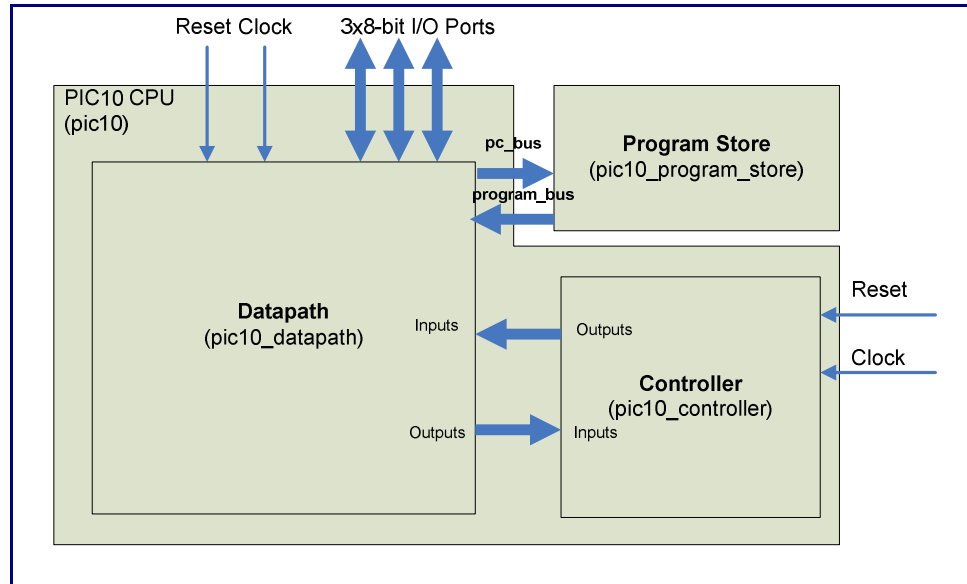 Reset Clock
3x8-bit I/O Ports
PIC10 CPU
(pic10)
pc_bus
program_bus
Program Store
(pic10_program_store)
Datapath
(pic10_datapath)
Inputs
Outputs
Outputs
Inputs
Controller
(pic10_controller)
Reset
Clock